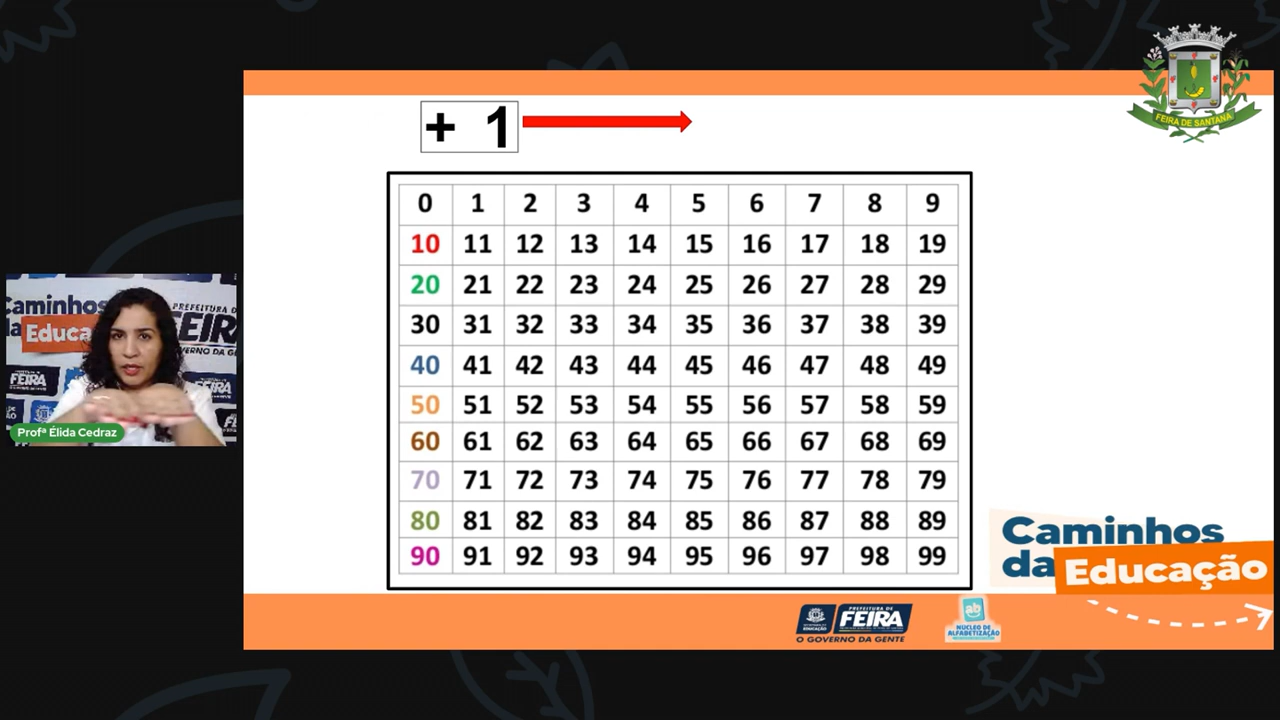 + 1
0 1 2 3 4 5 6 7 8 9
10 11 12 13 14 15 16 17 18 19
20 21 22 23 24 25 26 27 28 29
30 31 32 33 34 35 36 37 38 39
40 41 42 43 44 45 46 47 48 49
50 51 52 53 54 55 56 57 58 59
60 61 62 63 64 65 66 67 68 69
70 71 72 73 74 75 76 77 78 79
80 81 82 83 84 85 86 87 88 89
90 91 92 93 94 95 96 97 98 99
FEIRA DE SANTANA
Caminhos
PREFEITURA DE
Educa
FEIRA
Profª Élida Cedraz
Caminhos
da Educação
PREFEITURA DE
FEIRA
O GOVERNO DA GENTE
NÚCLEO DE
ALFABETIZAÇÃO